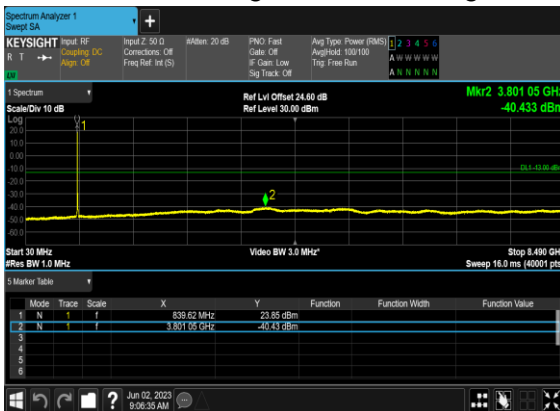 Spectrum Analyzer 1
Swept SA
KEYSIGHT Input: RF Input Z: 50 Ω #Atten: 20 dB PNO: Fast Avg Type: Power (RMS) 1 2 3 4 5 6
R T Coupling: DC Corrections: Off Gate: Off Avg|Hold: 100/100 A W W W W W
Align: Off Freq Ref: Int (S) IF Gain: Low Trig: Free Run
LV Sig Track: Off A N N N N N
1 Spectrum Ref Lvl Offset 24.60 dB Mkr2 3.801 05 GHz
Scale/Div 10 dB Ref Level 30.00 dBm -40.433 dBm
Log
20.0 1
10.0
0.00
-10.0 DL1 -13.00 dBm
-20.0
-30.0
-40.0 2
-50.0
-60.0
Start 30 MHz Video BW 3.0 MHz* Stop 8.490 GHz
#Res BW 1.0 MHz Sweep 16.0 ms (40001 pts)
5 Marker Table
Mode Trace Scale X Y Function Function Width Function Value
1 N 1 f 839.62 MHz 23.85 dBm
2 N 1 f 3.801 05 GHz -40.43 dBm
3
4
5
6
? Jun 02, 2023
9:06:35 AM